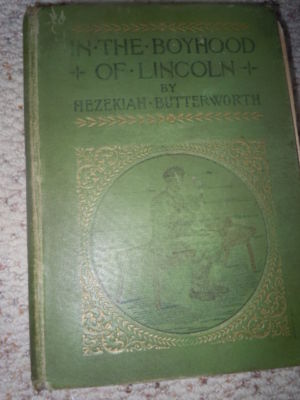 IN·THE·BOYHOOD
OF·LINCOLN
BY
HEZEKIAH·BUTTERWORTH